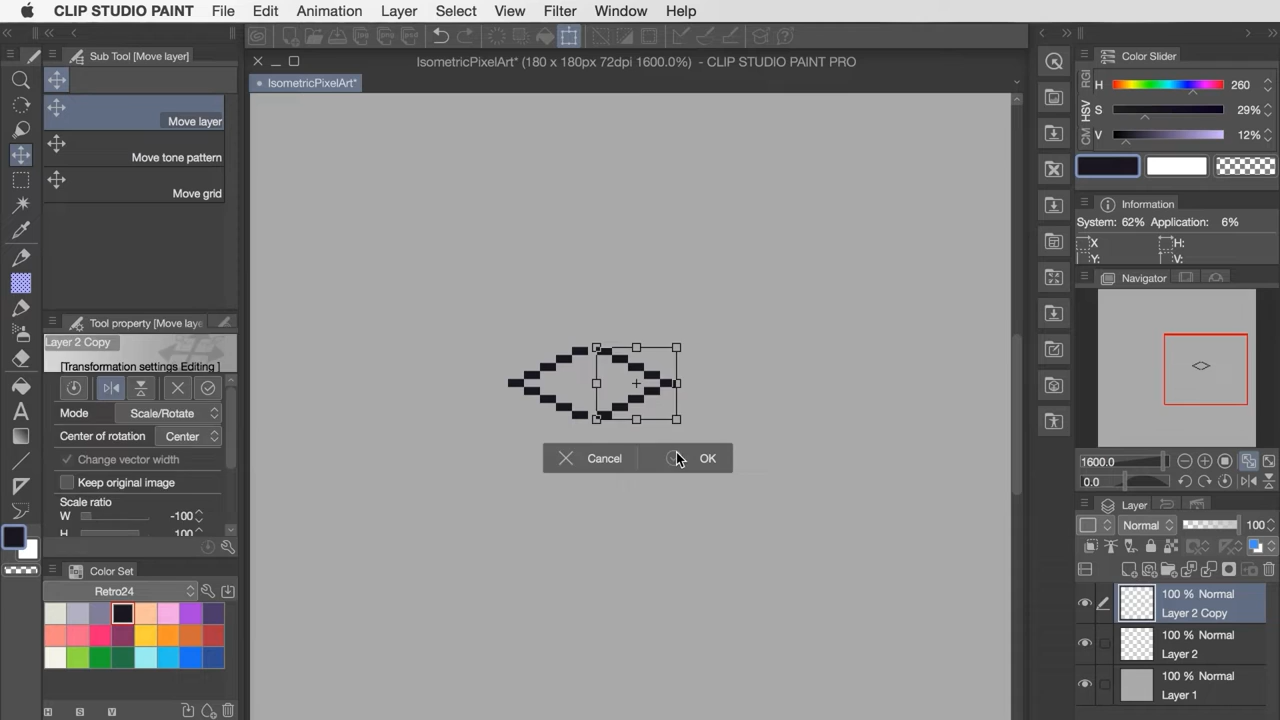 CLIP STUDIO PAINT File Edit Animation Layer Select View Filter Window Help
Sub Tool [Move layer]
Move layer
Move tone pattern
Move grid
Tool property [Move laye
Layer 2 Copy
[Transformation settings Editing ]
Mode Scale/Rotate
Center of rotation Center
Change vector width
Keep original image
Scale ratio
W -100
H 100
Color Set
Retro24
H S V
IsometricPixelArt* (180 x 180px 72dpi 1600.0%) - CLIP STUDIO PAINT PRO
IsometricPixelArt*
Cancel OK
Color Slider
HSV
CM
H 260
S 29%
V 12%
Information
System: 62% Application: 6%
X H:
Y: V:
Navigator
1600.0
0.0
Layer
Normal 100
100 % Normal
Layer 2 Copy
100 % Normal
Layer 2
100 % Normal
Layer 1